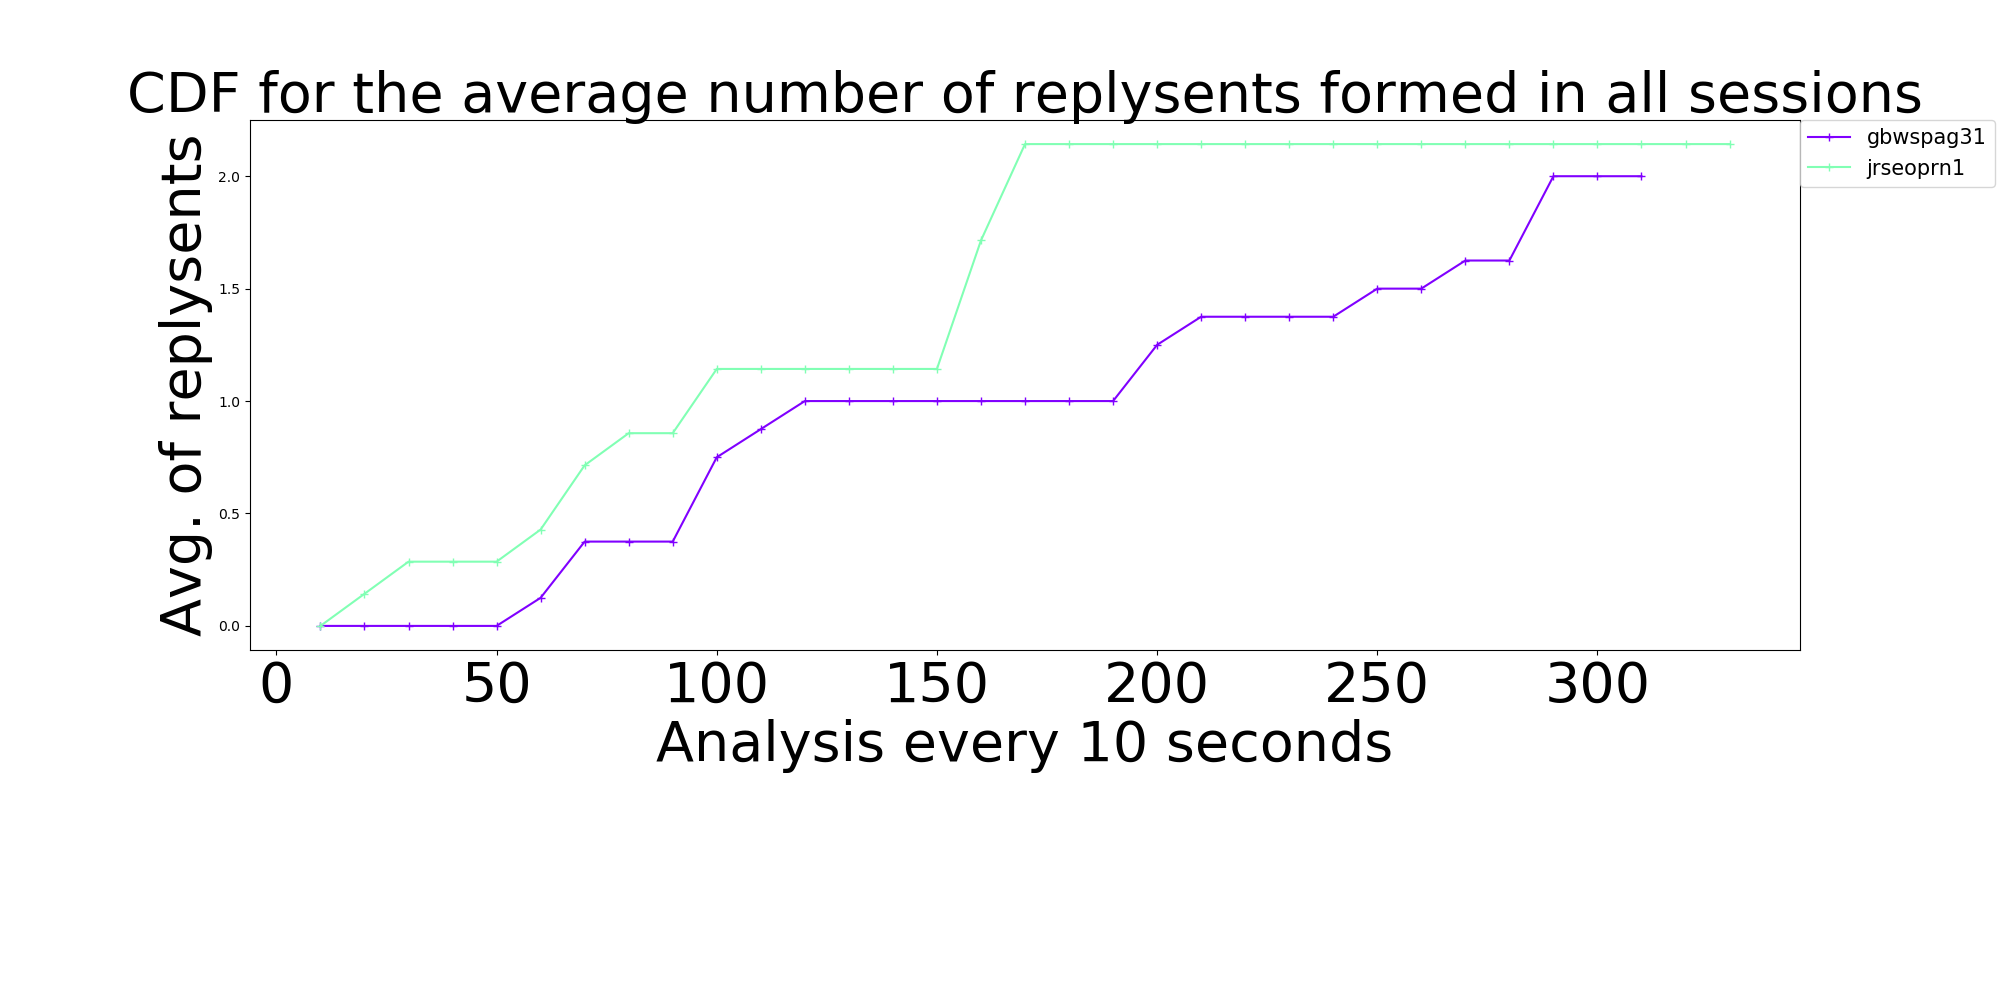 CDF for the average number of replysents formed in all sessions
gbwspag31
jrseoprn1
Avg. of replysents
2.0
1.5
1.0
0.5
0.0
0 50 100 150 200 250 300
Analysis every 10 seconds